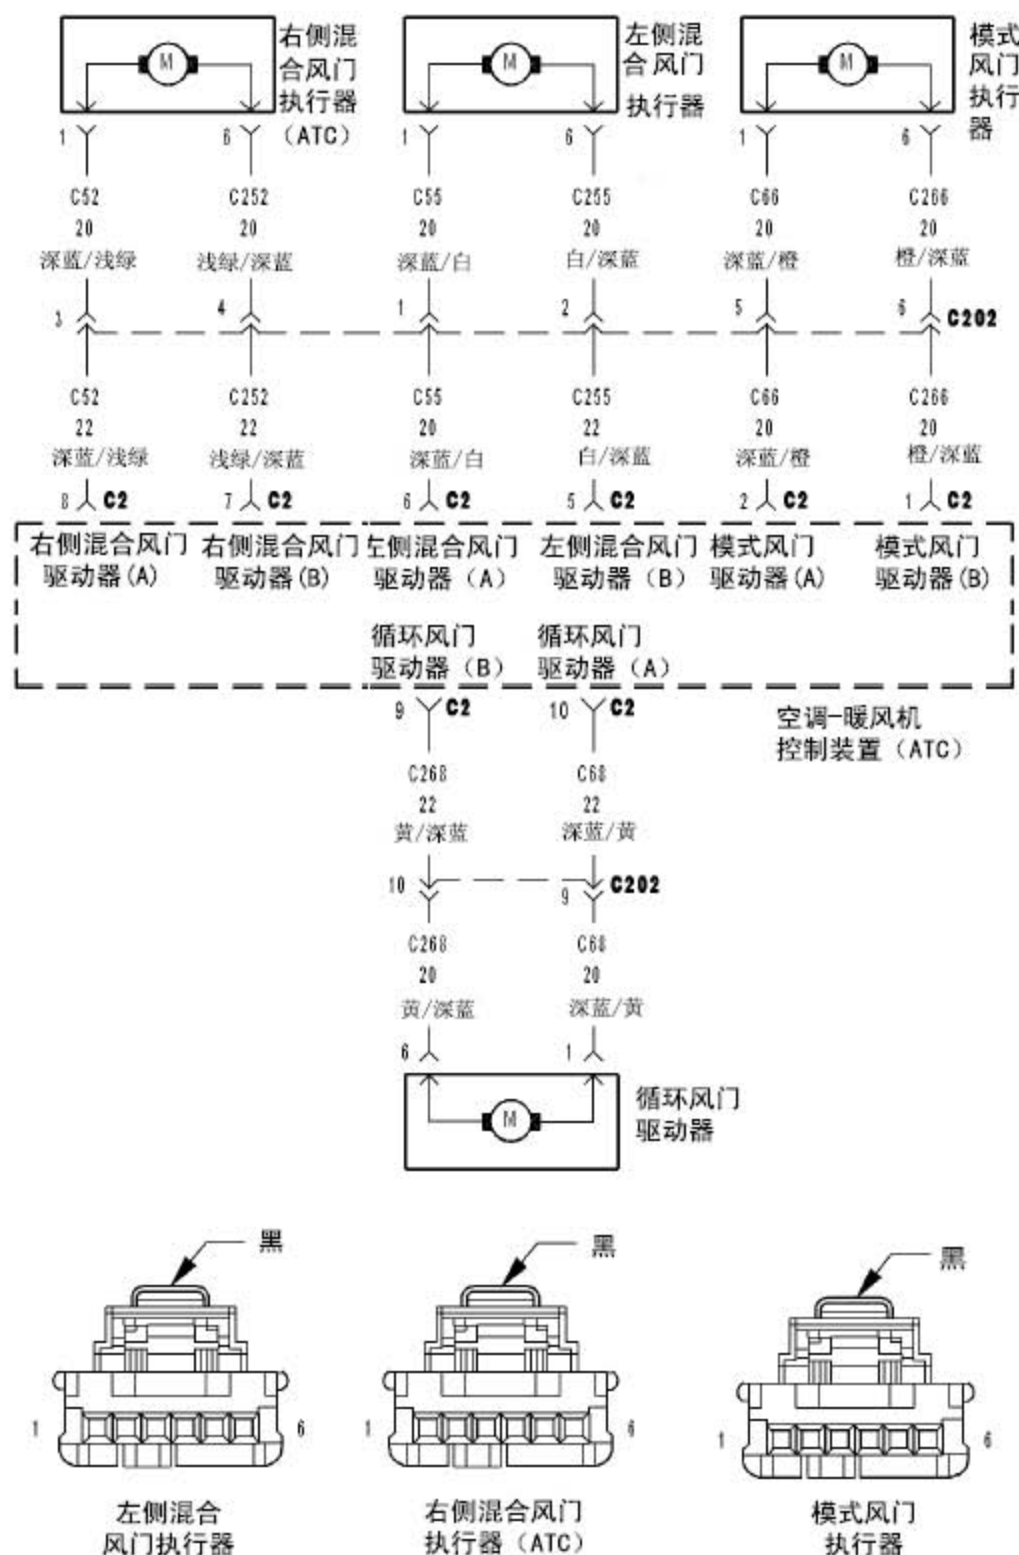 右侧混
合风门
执行器
(ATC)
左侧混
合风门
执行器
模式
风门
执行
器
M M M
1 6 1 6 1 6
C52 C252 C55 C255 C66 C266
20 20 20 20 20 20
深蓝/浅绿 浅绿/深蓝 深蓝/白 白/深蓝 深蓝/橙 橙/深蓝
3 4 1 2 5 6 C202
C52 C252 C55 C255 C66 C266
22 22 20 22 20 20
深蓝/浅绿 浅绿/深蓝 深蓝/白 白/深蓝 深蓝/橙 橙/深蓝
8 C2 7 C2 6 C2 5 C2 2 C2 1 C2
右侧混合风门 右侧混合风门 左侧混合风门 左侧混合风门 模式风门 模式风门
驱动器(A) 驱动器(B) 驱动器(A) 驱动器(B) 驱动器(A) 驱动器(B)
循环风门 循环风门
驱动器(B) 驱动器(A)
9 C2 10 C2
空调-暖风机
控制装置(ATC)
C268 C68
22 22
黄/深蓝 深蓝/黄
10 9 C202
C268 C68
20 20
黄/深蓝 深蓝/黄
6 1
M
循环风门
驱动器
黑 黑 黑
1 6 1 6 1 6
左侧混合
风门执行器
右侧混合风门
执行器(ATC)
模式风门
执行器